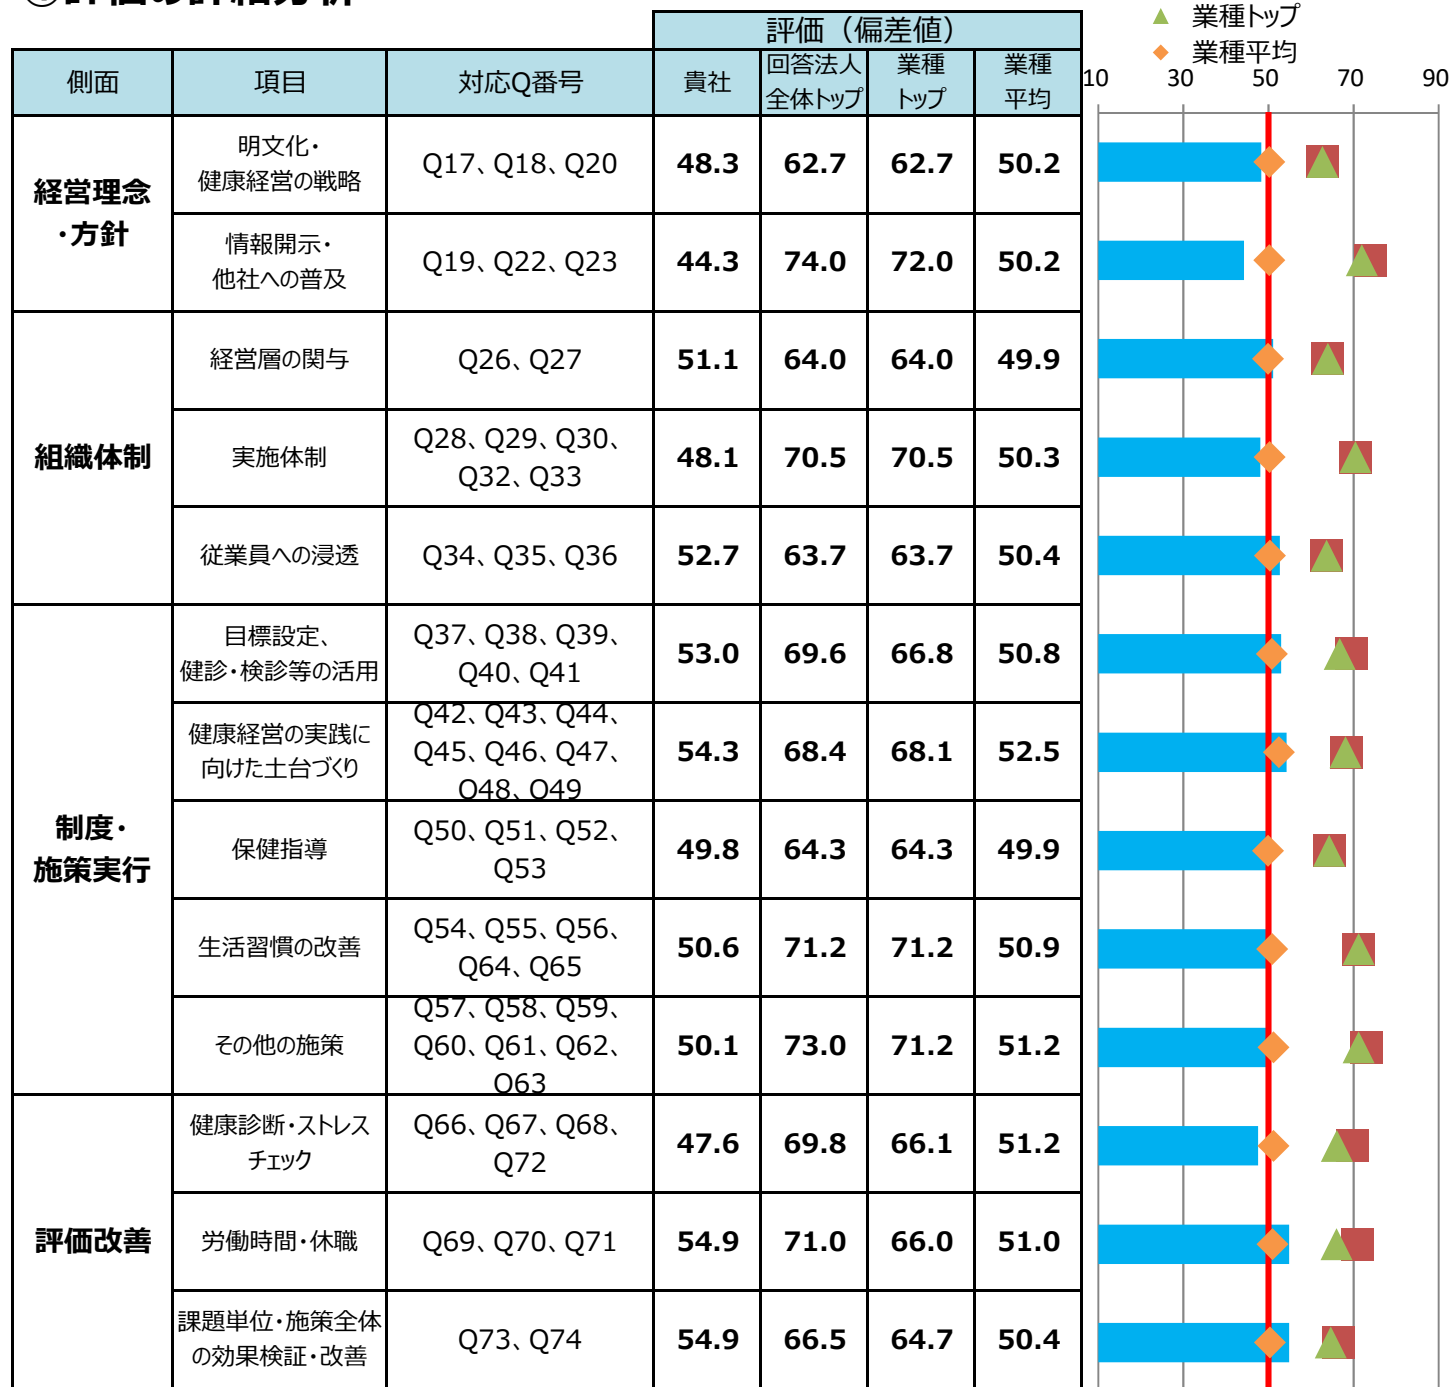 評価（偏差値）
▲ 業種トップ
◆ 業種平均
側面 項目 対応Q番号 貴社 回答法人 業種 業種
全体トップ トップ 平均
10 30 50 70 90
経営理念
・方針
明文化・
健康経営の戦略
Q17、Q18、Q20 48.3 62.7 62.7 50.2
情報開示・
他社への普及
Q19、Q22、Q23 44.3 74.0 72.0 50.2
組織体制
経営層の関与 Q26、Q27 51.1 64.0 64.0 49.9
実施体制
Q28、Q29、Q30、
Q32、Q33
48.1 70.5 70.5 50.3
従業員への浸透 Q34、Q35、Q36 52.7 63.7 63.7 50.4
制度・
施策実行
目標設定、
健診・検診等の活用
Q37、Q38、Q39、
Q40、Q41
53.0 69.6 66.8 50.8
健康経営の実践に
向けた土台づくり
Q42、Q43、Q44、
Q45、Q46、Q47、
Q48、Q49
54.3 68.4 68.1 52.5
保健指導
Q50、Q51、Q52、
Q53
49.8 64.3 64.3 49.9
生活習慣の改善
Q54、Q55、Q56、
Q64、Q65
50.6 71.2 71.2 50.9
その他の施策
Q57、Q58、Q59、
Q60、Q61、Q62、
Q63
50.1 73.0 71.2 51.2
評価改善
健康診断・ストレス
チェック
Q66、Q67、Q68、
Q72
47.6 69.8 66.1 51.2
労働時間・休職 Q69、Q70、Q71 54.9 71.0 66.0 51.0
課題単位・施策全体
の効果検証・改善
Q73、Q74 54.9 66.5 64.7 50.4